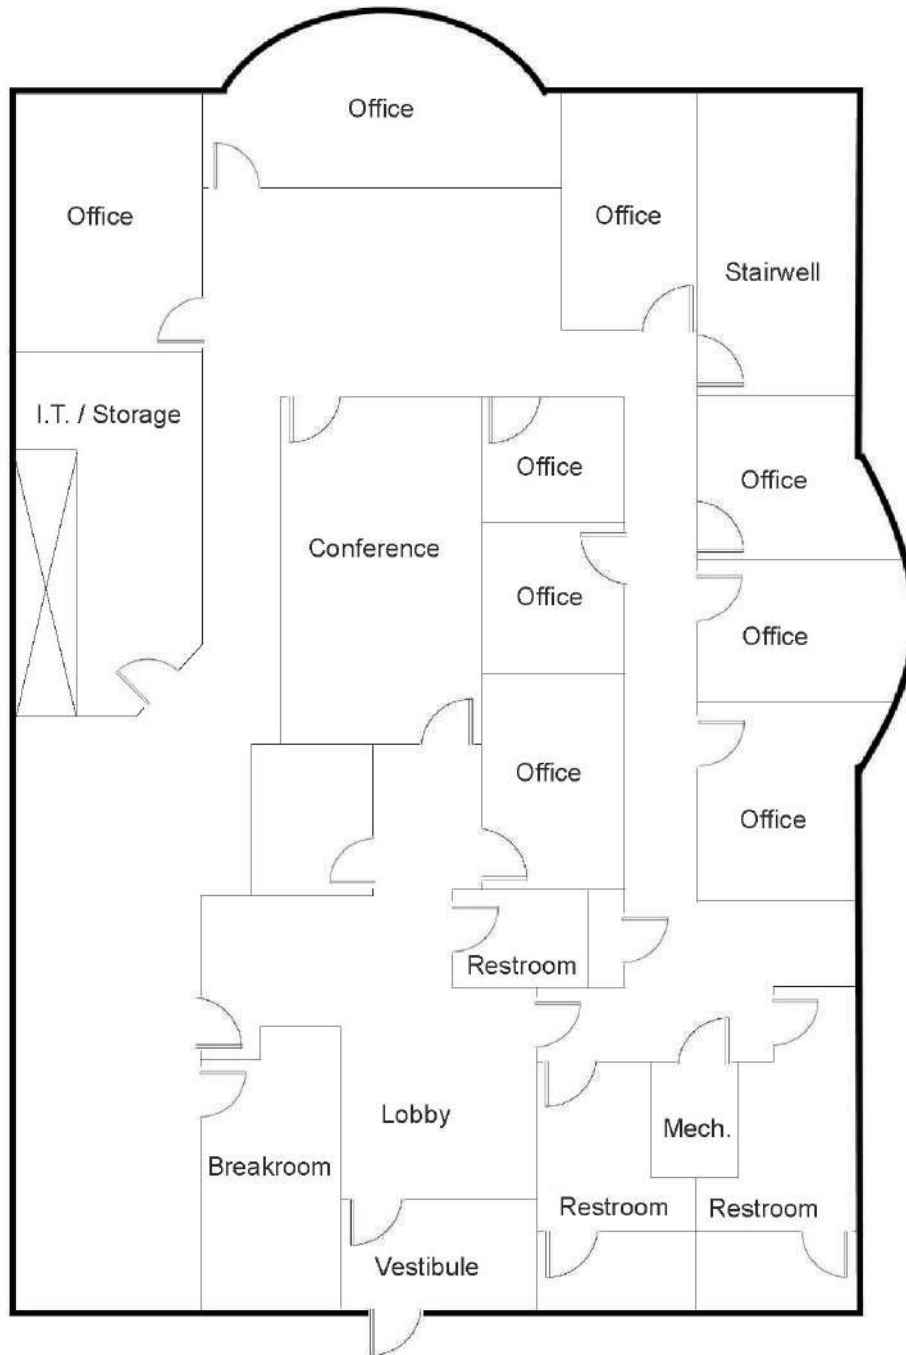 Office
Office
Office
Stairwell
I.T. / Storage
Office
Office
Conference
Office
Office
Office
Office
Restroom
Lobby
Mech.
Breakroom
Restroom
Restroom
Vestibule
Office